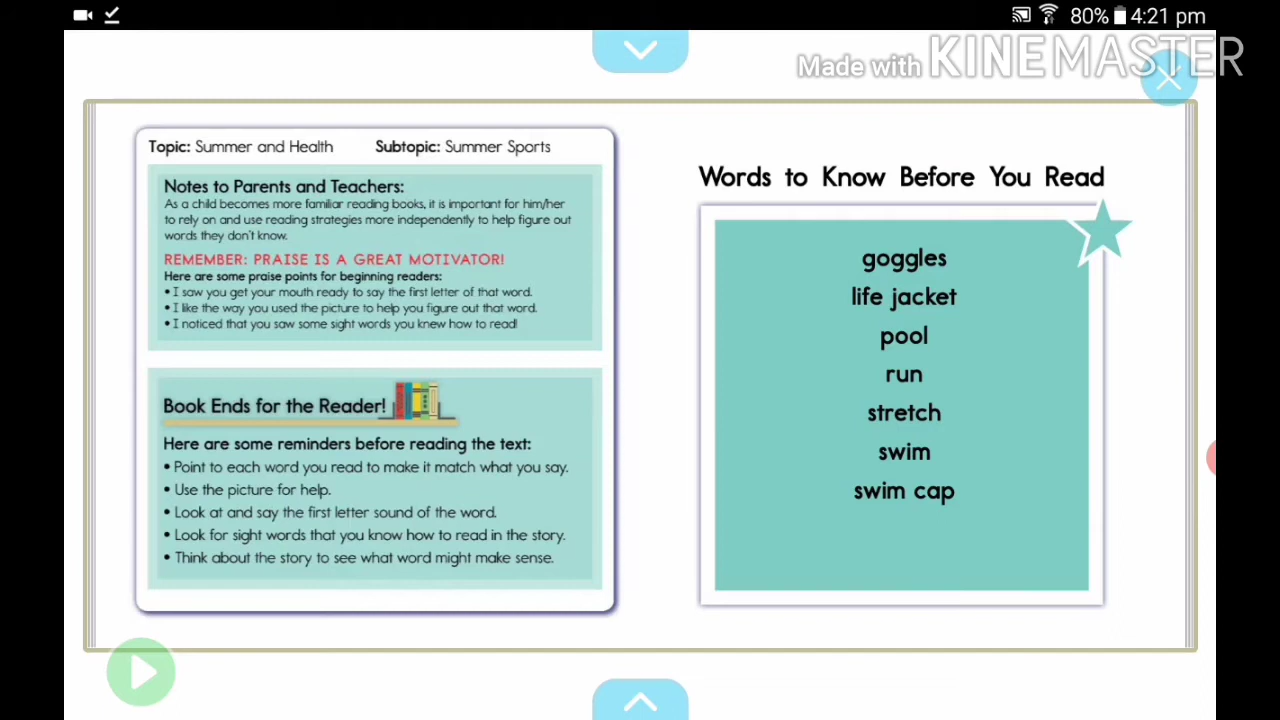 80% 4:21 pm
Made with KINEMASTER
Topic: Summer and Health Subtopic: Summer Sports
Notes to Parents and Teachers:
As a child becomes more familiar reading books, it is important for him/her
to rely on and use reading strategies more independently to help figure out
words they don't know.
REMEMBER: PRAISE IS A GREAT MOTIVATOR!
Here are some praise points for beginning readers:
• I saw you get your mouth ready to say the first letter of that word.
• I like the way you used the picture to help you figure out that word.
• I noticed that you saw some sight words you knew how to read!
Book Ends for the Reader!
Here are some reminders before reading the text:
• Point to each word you read to make it match what you say.
• Use the picture for help.
• Look at and say the first letter sound of the word.
• Look for sight words that you know how to read in the story.
• Think about the story to see what word might make sense.
Words to Know Before You Read
goggles
life jacket
pool
run
stretch
swim
swim cap